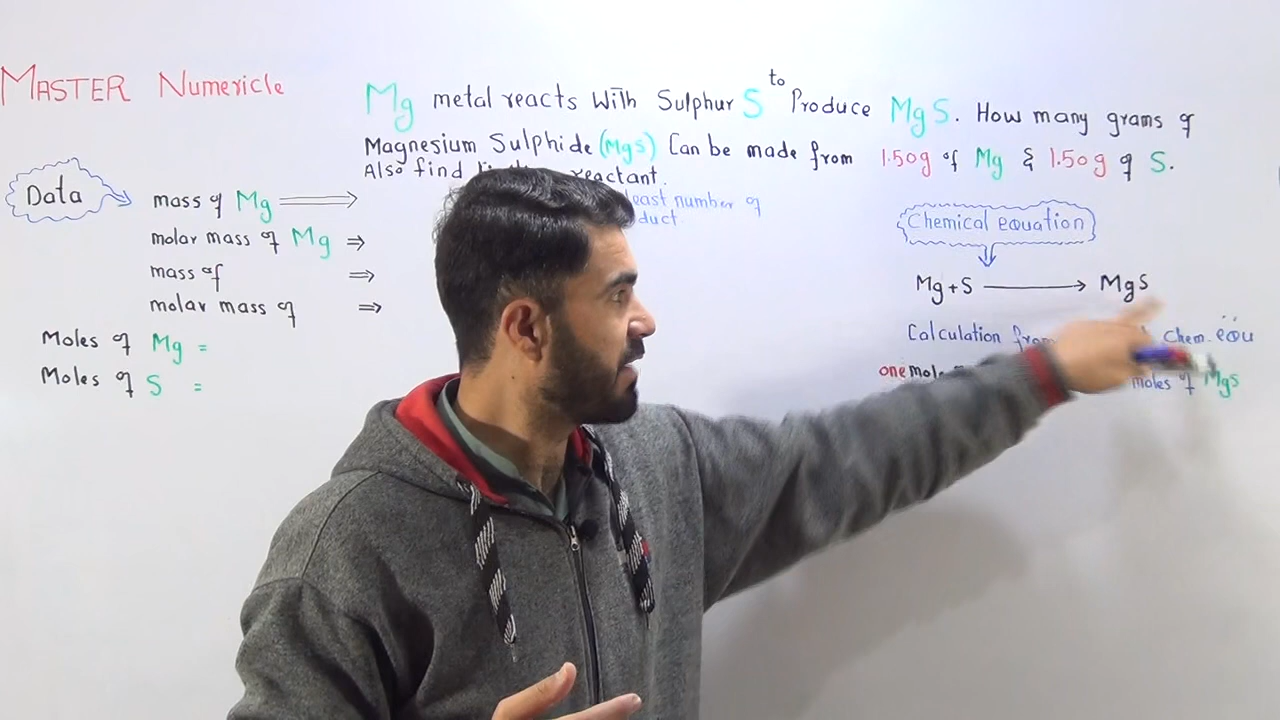 MASTER Numericle
Mg metal reacts With Sulphur S to Produce MgS. How many grams of
Magnesium Sulphide (MgS) Can be made from 1.50g of Mg & 1.50g of S.
Also find reactant.
least number of
Data
mass of Mg ⟹
molar mass of Mg ⇒
mass of ⇒
molar mass of ⇒
Moles of Mg =
Moles of S =
Chemical equation
Mg+S ⟶ MgS
Calculation from Chem. equ
one mole moles of MgS